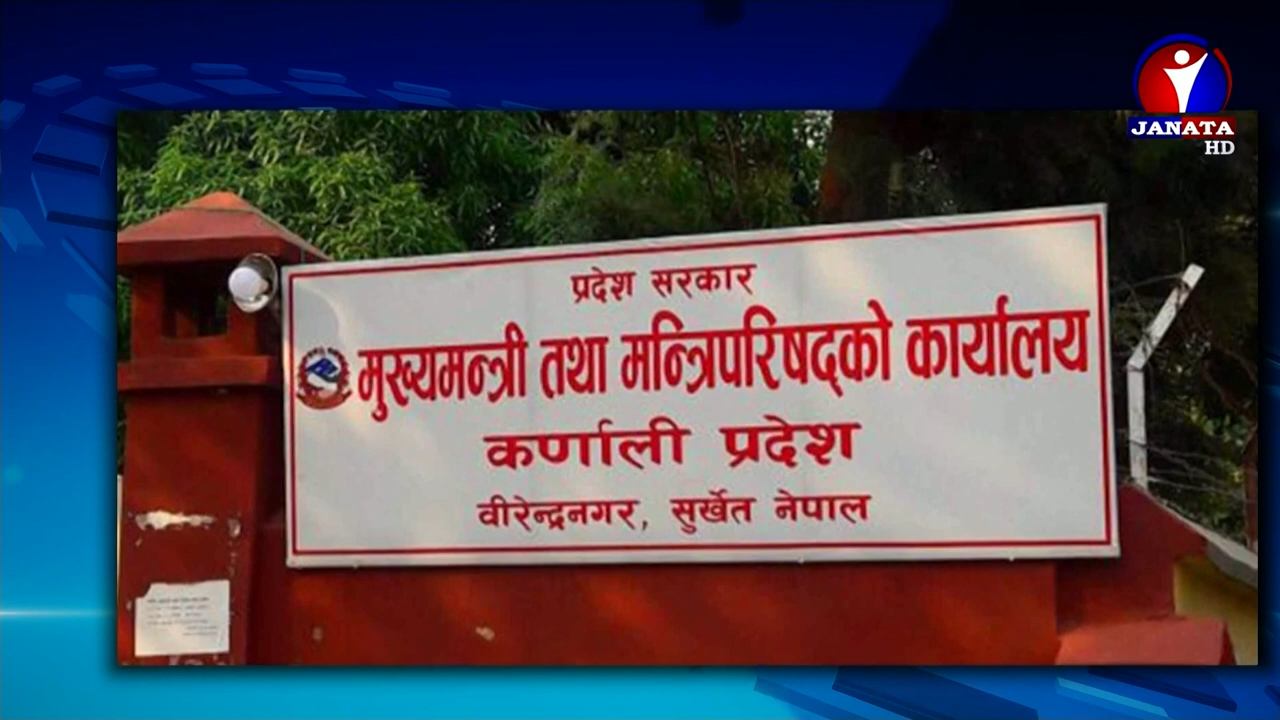 JANATA
HD
प्रदेश सरकार
मुख्यमन्त्री तथा मन्त्रिपरिषद्को कार्यालय
कर्णाली प्रदेश
वीरेन्द्रनगर, सुर्खेत नेपाल